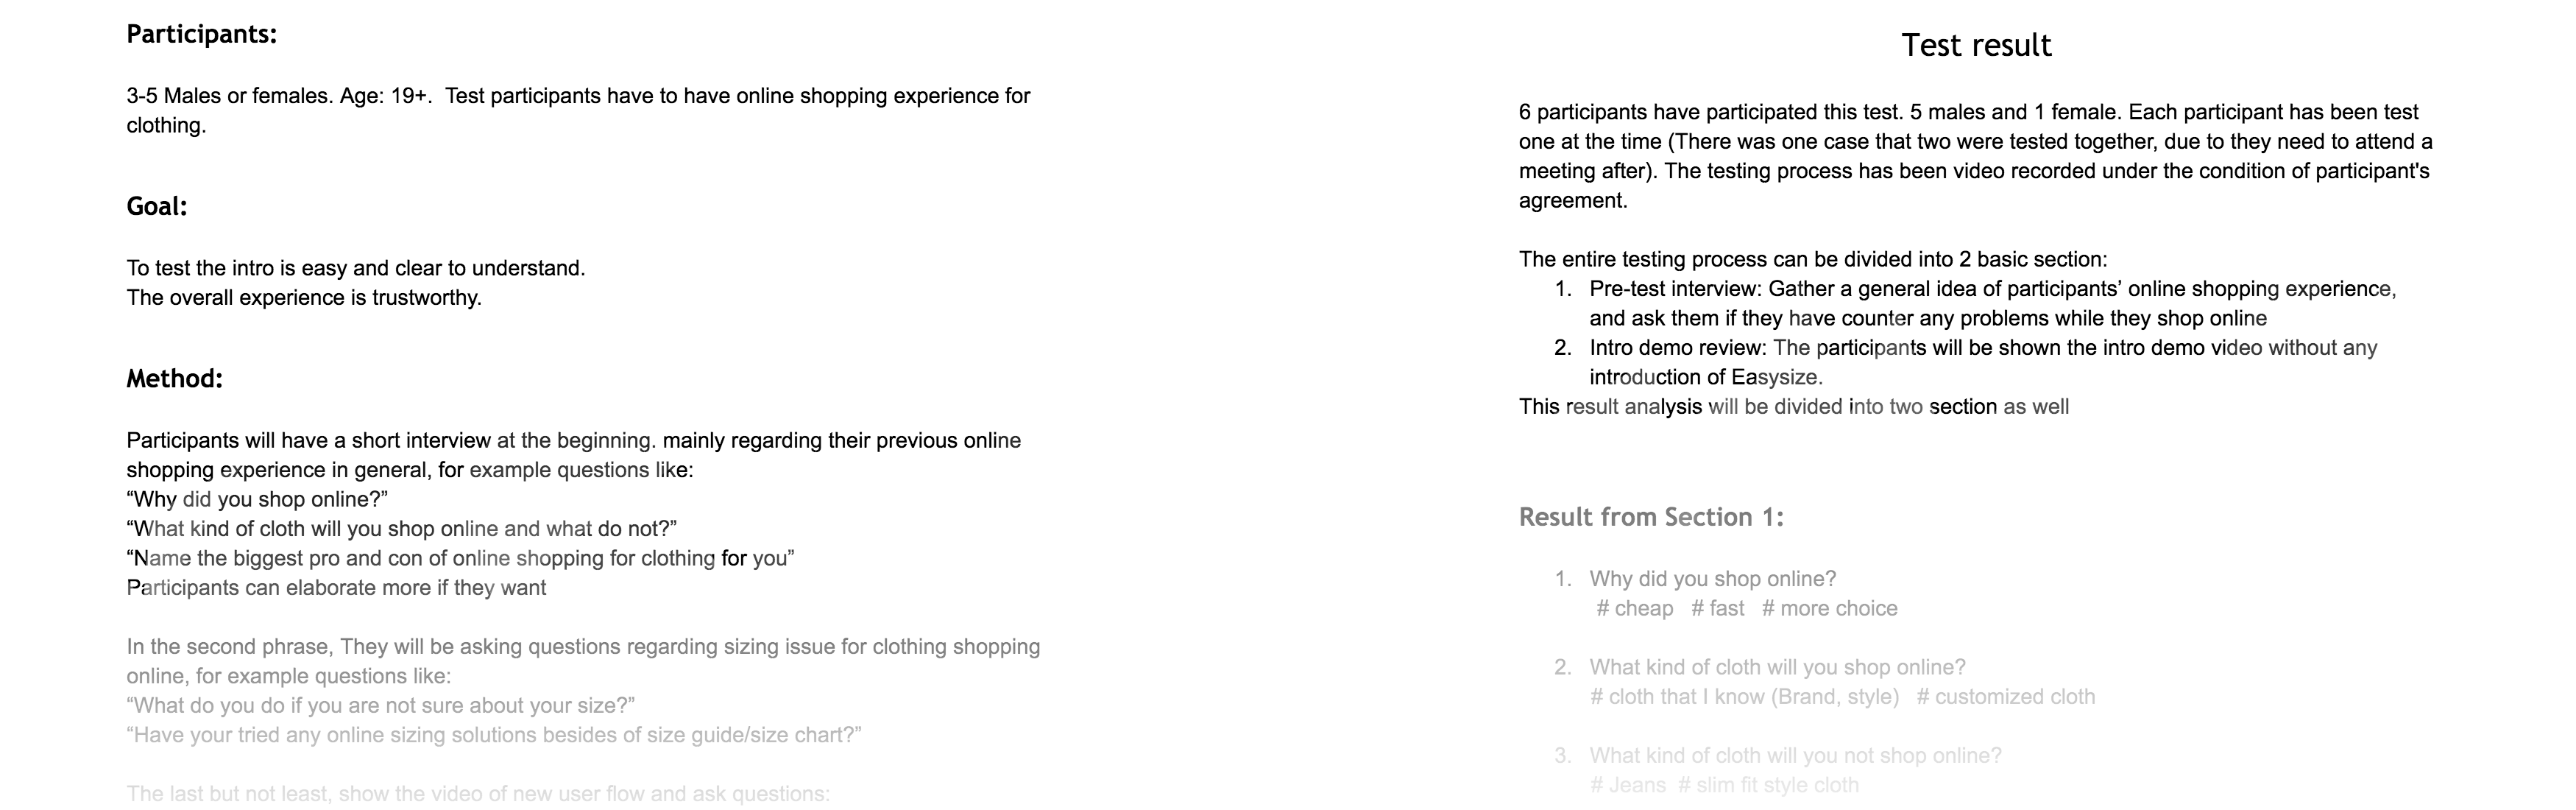 Participants:
3-5 Males or females. Age: 19+.  Test participants have to have online shopping experience for
clothing.
Goal:
To test the intro is easy and clear to understand.
The overall experience is trustworthy.
Method:
Participants will have a short interview at the beginning. mainly regarding their previous online
shopping experience in general, for example questions like:
“Why did you shop online?”
“What kind of cloth will you shop online and what do not?”
“Name the biggest pro and con of online shopping for clothing for you”
Participants can elaborate more if they want
In the second phrase, They will be asking questions regarding sizing issue for clothing shopping
online, for example questions like:
“What do you do if you are not sure about your size?”
“Have your tried any online sizing solutions besides of size guide/size chart?”
The last but not least, show the video of new user flow and ask questions:
Test result
6 participants have participated this test. 5 males and 1 female. Each participant has been test
one at the time (There was one case that two were tested together, due to they need to attend a
meeting after). The testing process has been video recorded under the condition of participant's
agreement.
The entire testing process can be divided into 2 basic section:
1. Pre-test interview: Gather a general idea of participants’ online shopping experience,
and ask them if they have counter any problems while they shop online
2. Intro demo review: The participants will be shown the intro demo video without any
introduction of Easysize.
This result analysis will be divided into two section as well
Result from Section 1:
1. Why did you shop online?
# cheap # fast # more choice
2. What kind of cloth will you shop online?
# cloth that I know (Brand, style) # customized cloth
3. What kind of cloth will you not shop online?
# Jeans # slim fit style cloth